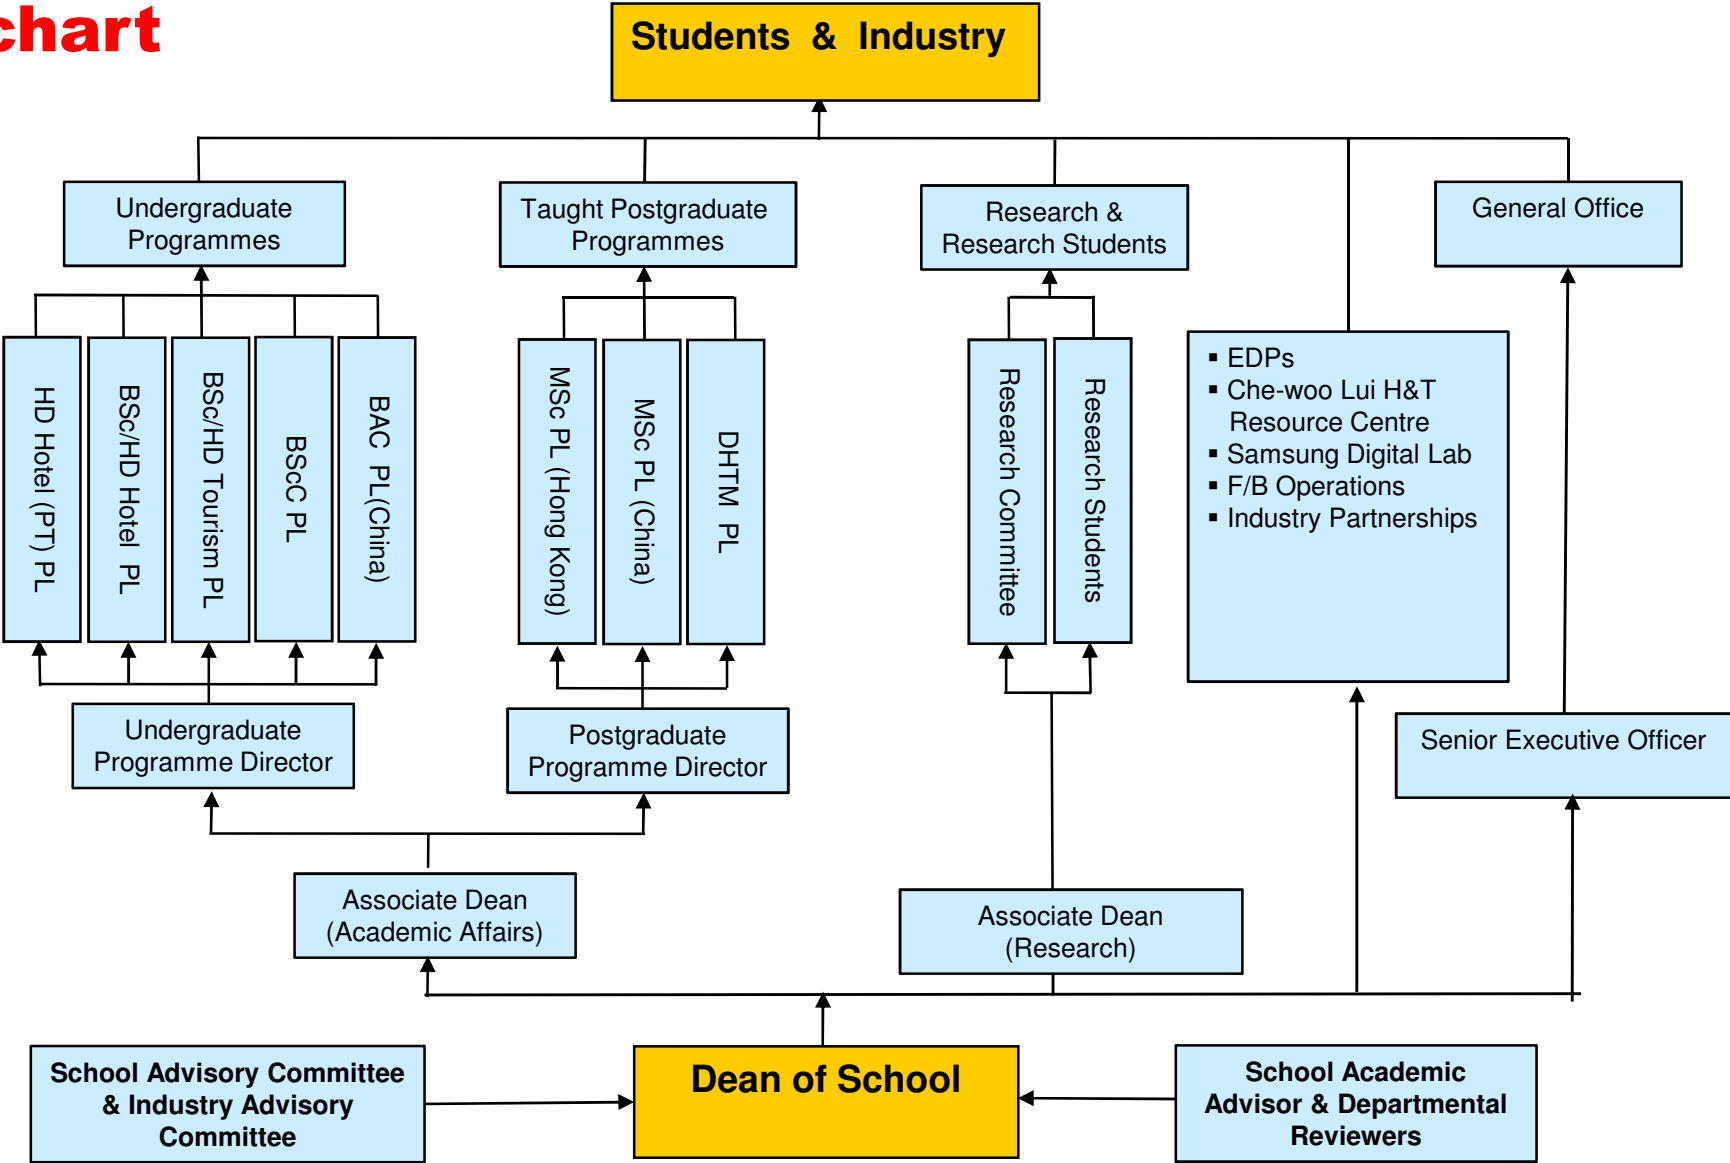 chart
Students & Industry
Undergraduate
Programmes
Taught Postgraduate
Programmes
Research &
Research Students
General Office
HD Hotel (PT) PL
BSc/HD Hotel PL
BSc/HD Tourism PL
BScC PL
BAC PL(China)
MSc PL (Hong Kong)
MSc PL (China)
DHTM PL
Research Committee
Research Students
▪ EDPs
▪ Che-woo Lui H&T
Resource Centre
▪ Samsung Digital Lab
▪ F/B Operations
▪ Industry Partnerships
Undergraduate
Programme Director
Postgraduate
Programme Director
Senior Executive Officer
Associate Dean
(Academic Affairs)
Associate Dean
(Research)
School Advisory Committee
& Industry Advisory
Committee
Dean of School
School Academic
Advisor & Departmental
Reviewers